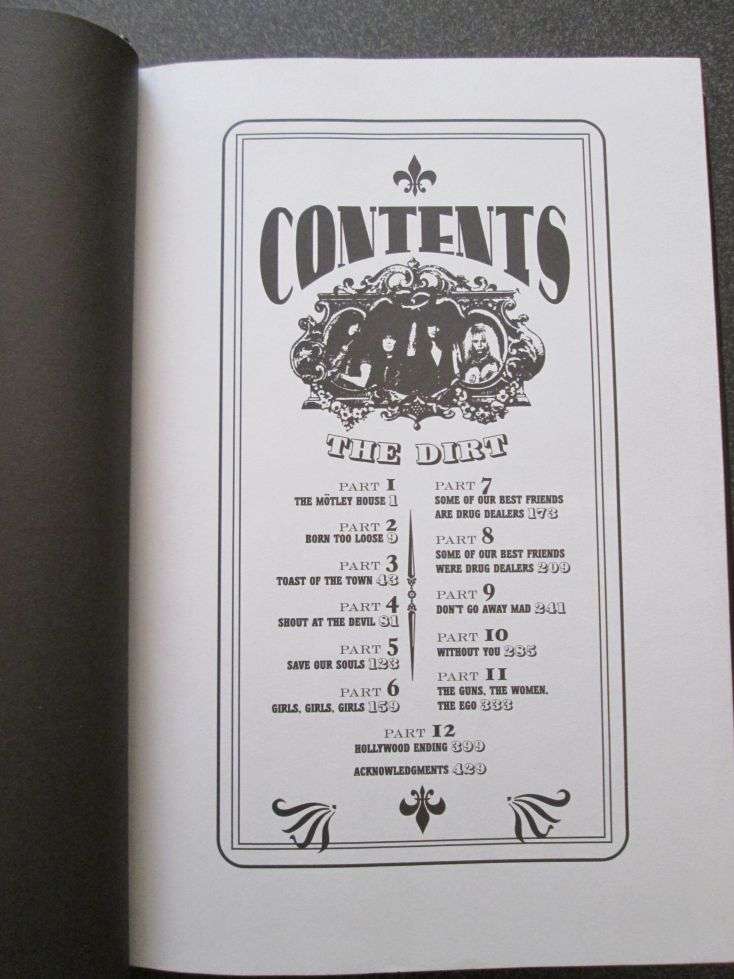 CONTENTS
THE DIRT
PART 1
THE MÖTLEY HOUSE 1
PART 2
BORN TOO LOOSE 9
PART 3
TOAST OF THE TOWN 43
PART 4
SHOUT AT THE DEVIL 81
PART 5
SAVE OUR SOULS 123
PART 6
GIRLS, GIRLS, GIRLS 159
PART 7
SOME OF OUR BEST FRIENDS
ARE DRUG DEALERS 173
PART 8
SOME OF OUR BEST FRIENDS
WERE DRUG DEALERS 209
PART 9
DON'T GO AWAY MAD 241
PART 10
WITHOUT YOU 285
PART 11
THE GUNS, THE WOMEN,
THE EGO 333
PART 12
HOLLYWOOD ENDING 399
ACKNOWLEDGMENTS 429